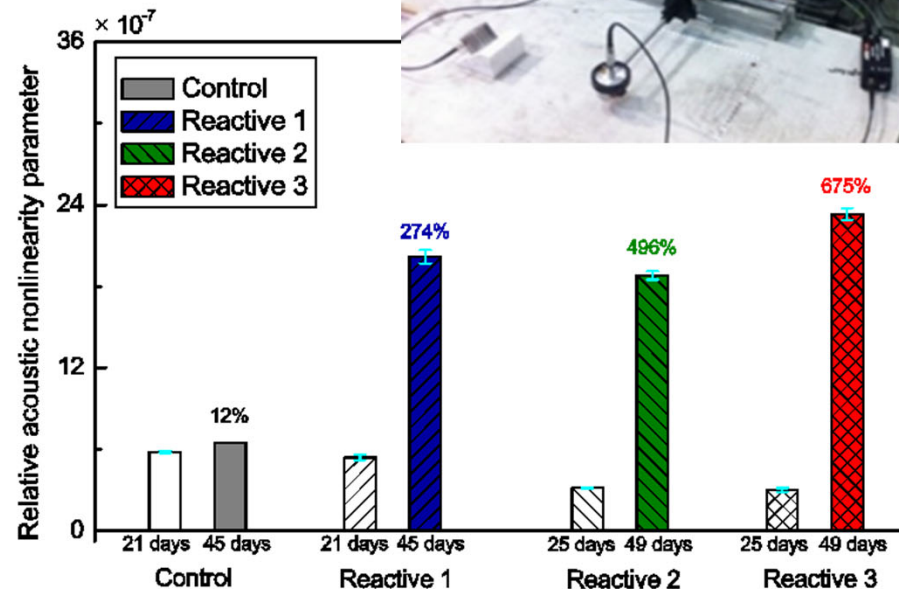 × 10⁻⁷
36
24
12
0
Relative acoustic nonlinearity parameter
Control
Reactive 1
Reactive 2
Reactive 3
12%
274%
496%
675%
21 days 45 days 21 days 45 days 25 days 49 days 25 days 49 days
Control Reactive 1 Reactive 2 Reactive 3